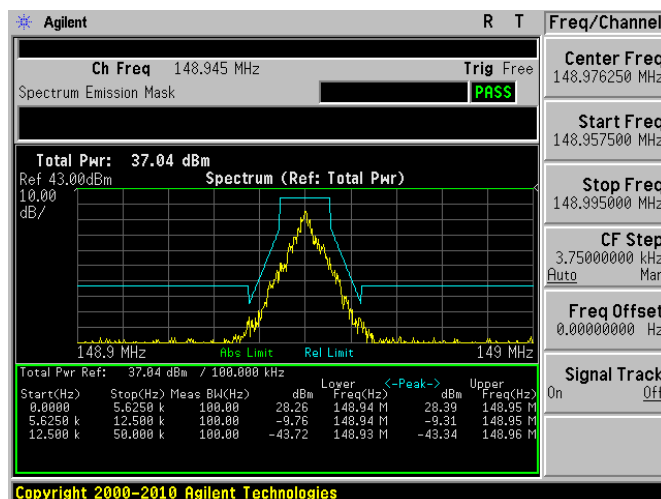 Agilent R T Freq/Channel
Ch Freq 148.945 MHz Trig Free
Spectrum Emission Mask PASS
Center Freq
148.976250 MHz
Start Freq
148.957500 MHz
Stop Freq
148.995000 MHz
CF Step
3.75000000 kHz
Auto Man
Freq Offset
0.00000000 Hz
Signal Track
On Off
Total Pwr: 37.04 dBm
Ref 43.00dBm Spectrum (Ref: Total Pwr)
10.00
dB/
148.9 MHz Abs Limit Rel Limit 149 MHz
Total Pwr Ref: 37.04 dBm / 100.000 kHz
Lower <-Peak-> Upper
Start(Hz) Stop(Hz) Meas BW(Hz) dBm Freq(Hz) dBm Freq(Hz)
0.0000 5.6250 k 100.00 28.26 148.94 M 28.39 148.95 M
5.6250 k 12.500 k 100.00 -9.76 148.94 M -9.31 148.95 M
12.500 k 50.000 k 100.00 -43.72 148.93 M -43.34 148.96 M
Copyright 2000-2010 Agilent Technologies